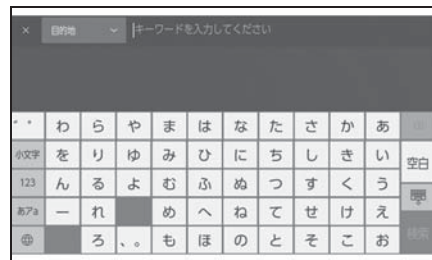 × 目的地 キーワードを入力してください
゛゜ わ ら や ま は な た さ か あ
小文字 を り ゆ み ひ に ち し き い 空白
123 ん る よ む ふ ぬ つ す く う
あアa ー れ め へ ね て せ け え
ろ 、。 も ほ の と そ こ お 検索